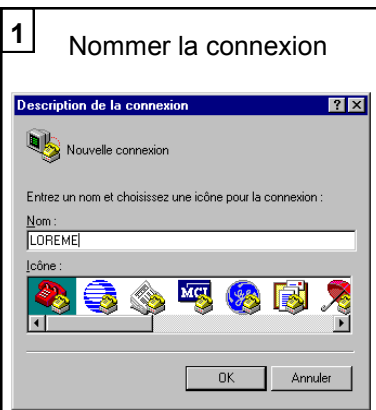 1
Nommer la connexion
Description de la connexion
Nouvelle connexion
Entrez un nom et choisissez une icône pour la connexion :
Nom :
LOREME
Icône :
MCI
OK Annuler